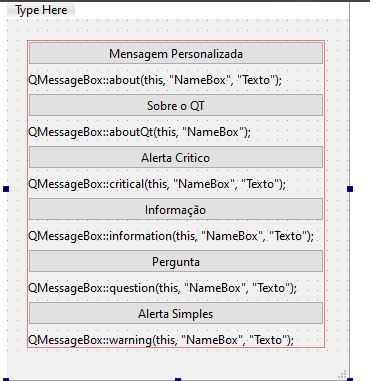 Type Here
Mensagem Personalizada
QMessageBox::about(this, "NameBox", "Texto");
Sobre o QT
QMessageBox::aboutQt(this, "NameBox");
Alerta Critico
QMessageBox::critical(this, "NameBox", "Texto");
Informação
QMessageBox::information(this, "NameBox", "Texto");
Pergunta
QMessageBox::question(this, "NameBox", "Texto");
Alerta Simples
QMessageBox::warning(this, "NameBox", "Texto");